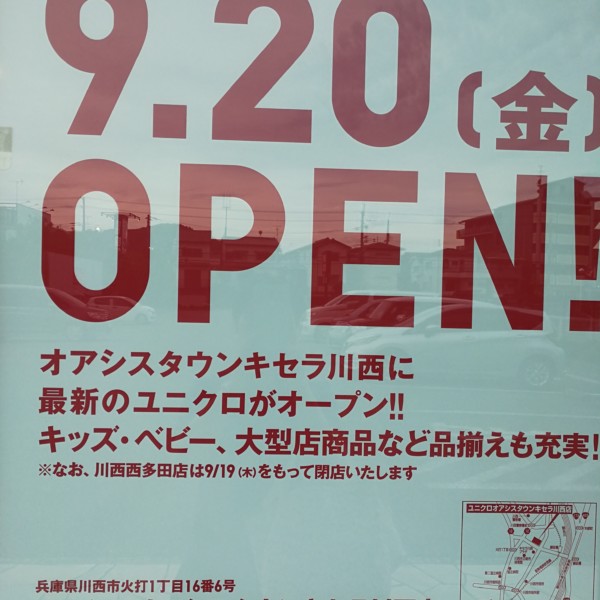 9.20(金)
OPEN!
オアシスタウンキセラ川西に
最新のユニクロがオープン!!
キッズ・ベビー、大型店商品など品揃えも充実!
※なお、川西西多田店は9/19(木)をもって閉店いたします
ユニクロオアシスタウンキセラ川西店
兵庫県川西市火打1丁目16番6号